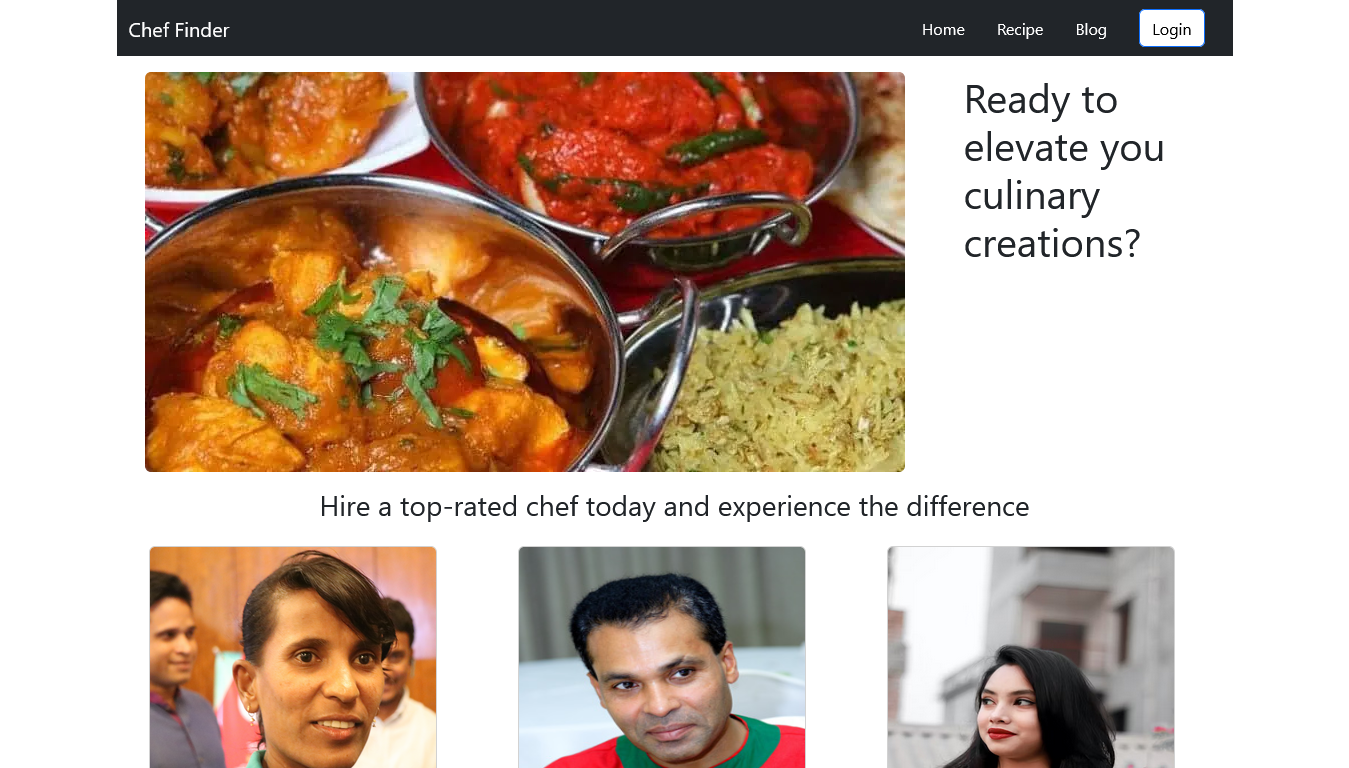 Chef Finder
Home Recipe Blog Login
Ready to
elevate you
culinary
creations?
Hire a top-rated chef today and experience the difference